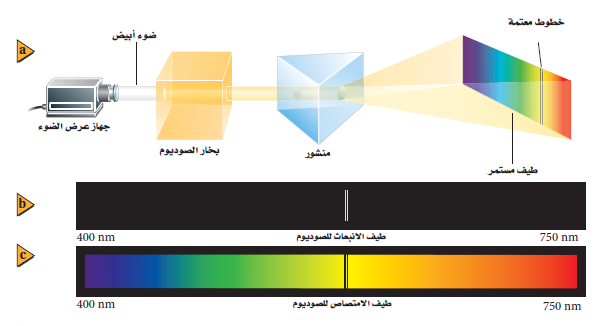 خطوط معتمة
ضوء أبيض
a
جهاز عرض الضوء
بخار الصوديوم
منشور
طيف مستمر
b
400 nm
طيف الانبعاث للصوديوم
750 nm
c
400 nm
طيف الامتصاص للصوديوم
750 nm